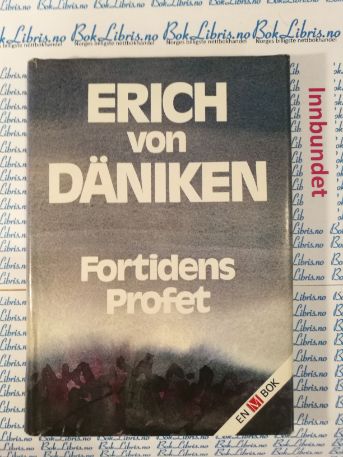 BokLibris.no
Norges billigste nettbokhandel
Innbundet
ERICH
von
DÄNIKEN
Fortidens
Profet
EN M BOK